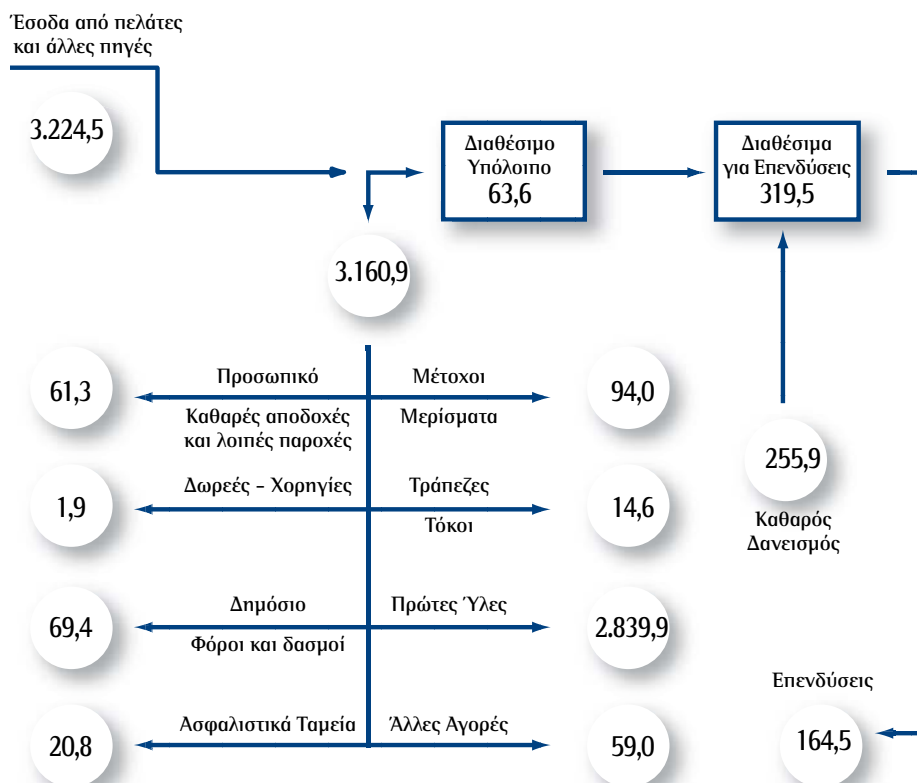 Έσοδα από πελάτες
και άλλες πηγές
3.224,5
Διαθέσιμο
Υπόλοιπο
63,6
Διαθέσιμα
για Επενδύσεις
319,5
3.160,9
61,3
Προσωπικό
Καθαρές αποδοχές
και λοιπές παροχές
Μέτοχοι
Μερίσματα
94,0
255,9
Καθαρός
Δανεισμός
1,9
Δωρεές - Χορηγίες
Τράπεζες
Τόκοι
14,6
69,4
Δημόσιο
Φόροι και δασμοί
Πρώτες Ύλες
2.839,9
20,8
Ασφαλιστικά Ταμεία
Άλλες Αγορές
59,0
Επενδύσεις
164,5